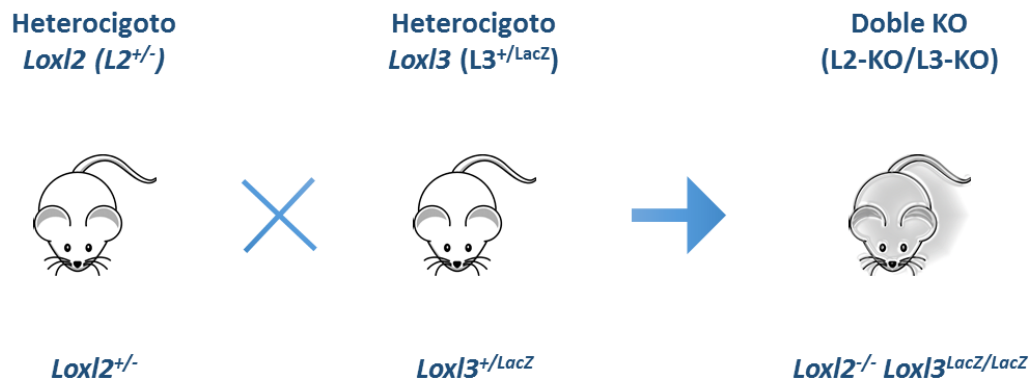 Heterocigoto
Loxl2 (L2+/-)
Heterocigoto
Loxl3 (L3+/LacZ)
Doble KO
(L2-KO/L3-KO)
Loxl2+/-
Loxl3+/LacZ
Loxl2-/- Loxl3LacZ/LacZ